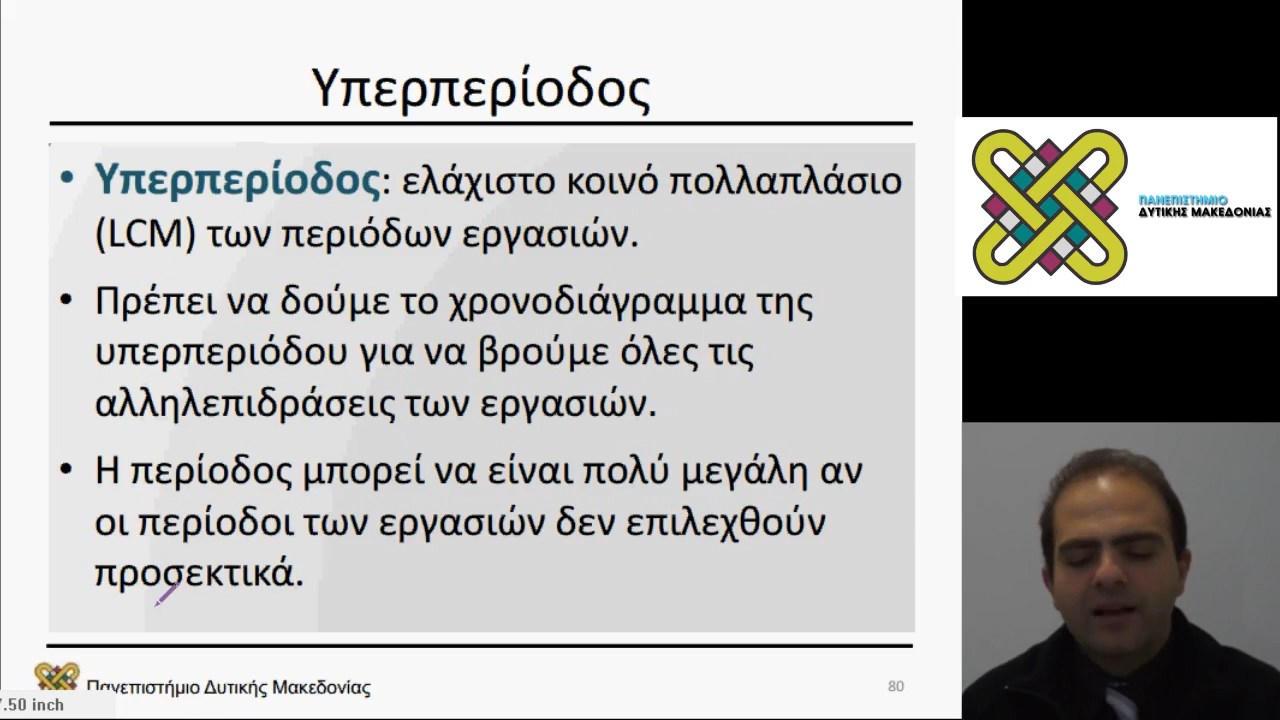 Υπερπερίοδος
• Υπερπερίοδος: ελάχιστο κοινό πολλαπλάσιο
(LCM) των περιόδων εργασιών.
• Πρέπει να δούμε το χρονοδιάγραμμα της
υπερπεριόδου για να βρούμε όλες τις
αλληλεπιδράσεις των εργασιών.
• Η περίοδος μπορεί να είναι πολύ μεγάλη αν
οι περίοδοι των εργασιών δεν επιλεχθούν
προσεκτικά.
Πανεπιστήμιο Δυτικής Μακεδονίας
80
7.50 inch
ΠΑΝΕΠΙΣΤΗΜΙΟ
ΔΥΤΙΚΗΣ ΜΑΚΕΔΟΝΙΑΣ